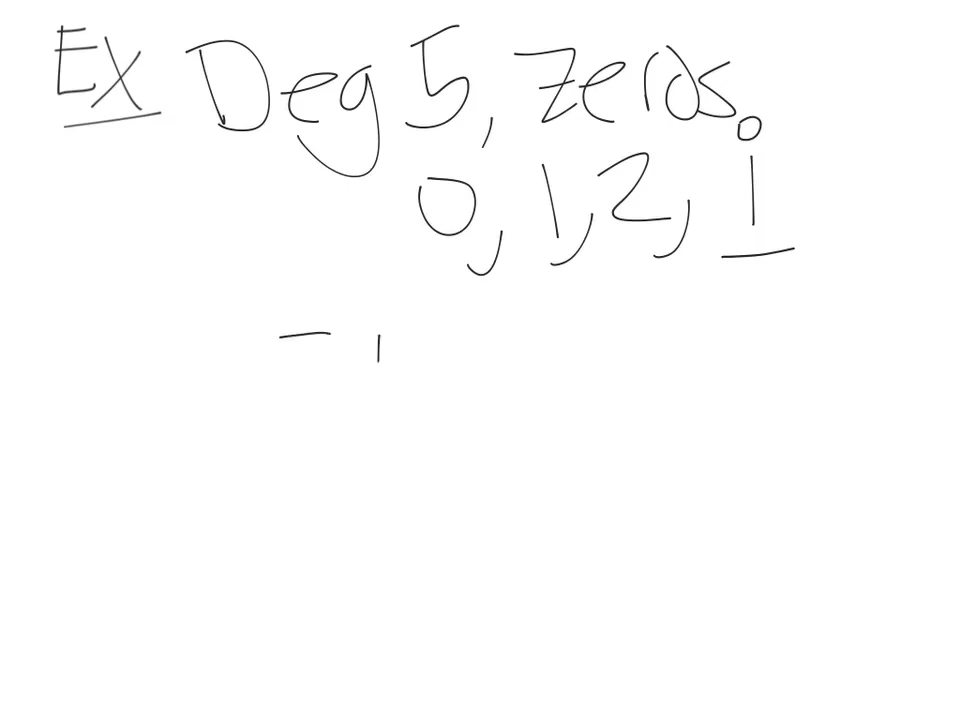 Ex Deg 5, zeros.
0, 1, 2, i